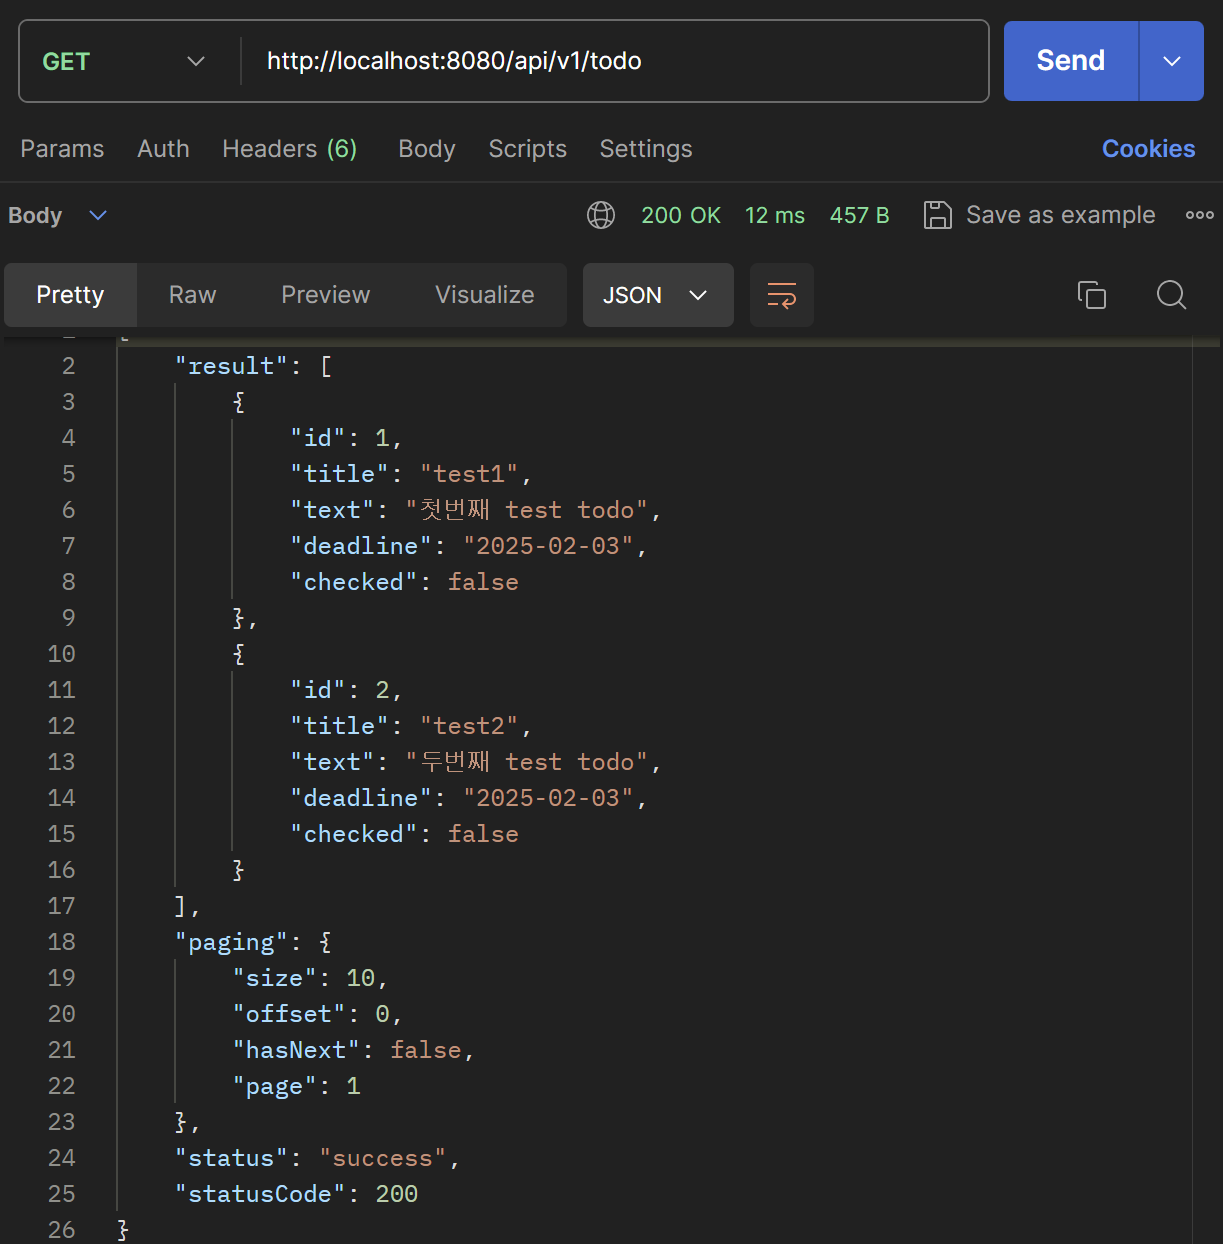 GET http://localhost:8080/api/v1/todo Send
Params Auth Headers (6) Body Scripts Settings Cookies
Body 200 OK 12 ms 457 B Save as example
Pretty Raw Preview Visualize JSON
2 "result": [
3 {
4 "id": 1,
5 "title": "test1",
6 "text": "첫번째 test todo",
7 "deadline": "2025-02-03",
8 "checked": false
9 },
10 {
11 "id": 2,
12 "title": "test2",
13 "text": "두번째 test todo",
14 "deadline": "2025-02-03",
15 "checked": false
16 }
17 ],
18 "paging": {
19 "size": 10,
20 "offset": 0,
21 "hasNext": false,
22 "page": 1
23 },
24 "status": "success",
25 "statusCode": 200
26 }